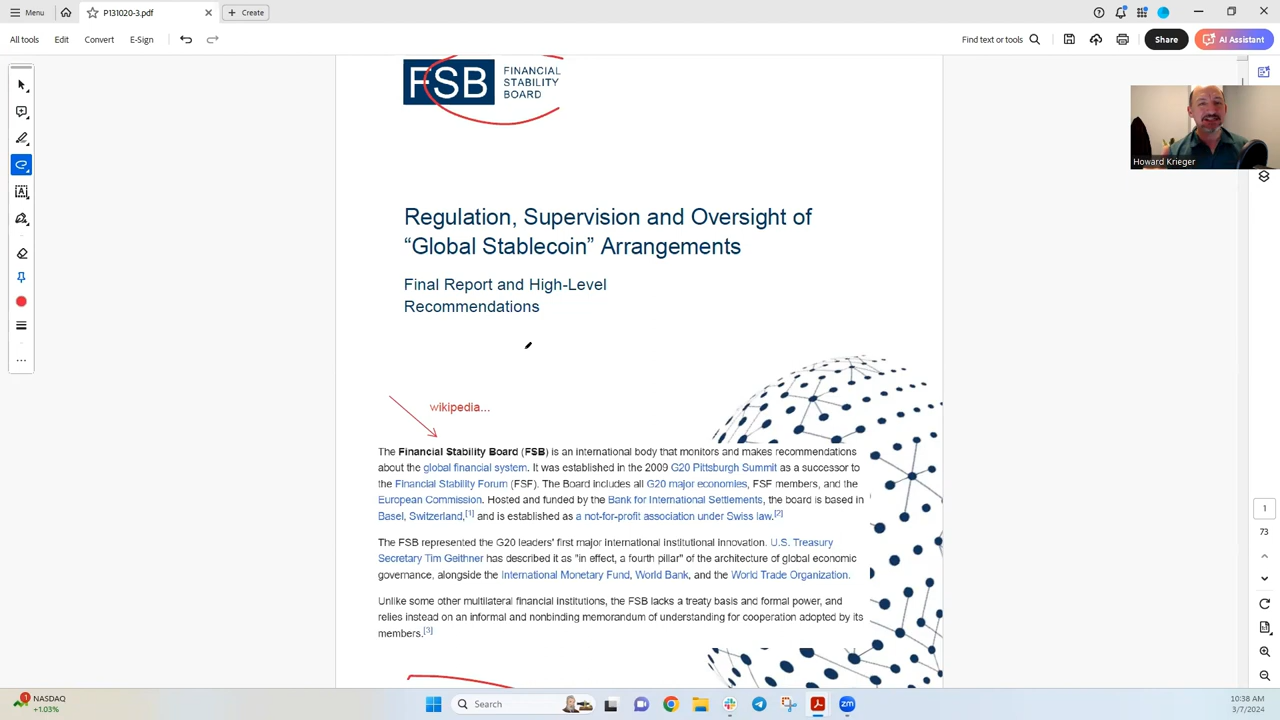 Menu
P131020-3.pdf
Create
All tools Edit Convert E-Sign
Find text or tools
Share
AI Assistant
FSB FINANCIAL
STABILITY
BOARD
Howard Krieger
Regulation, Supervision and Oversight of
“Global Stablecoin” Arrangements
Final Report and High-Level
Recommendations
wikipedia...
The Financial Stability Board (FSB) is an international body that monitors and makes recommendations
about the global financial system. It was established in the 2009 G20 Pittsburgh Summit as a successor to
the Financial Stability Forum (FSF). The Board includes all G20 major economies, FSF members, and the
European Commission. Hosted and funded by the Bank for International Settlements, the board is based in
Basel, Switzerland,[1] and is established as a not-for-profit association under Swiss law.[2]
The FSB represented the G20 leaders' first major international institutional innovation. U.S. Treasury
Secretary Tim Geithner has described it as "in effect, a fourth pillar" of the architecture of global economic
governance, alongside the International Monetary Fund, World Bank, and the World Trade Organization.
Unlike some other multilateral financial institutions, the FSB lacks a treaty basis and formal power, and
relies instead on an informal and nonbinding memorandum of understanding for cooperation adopted by its
members.[3]
1
73
1
NASDAQ
+1.03%
Search
zm
10:38 AM
3/7/2024